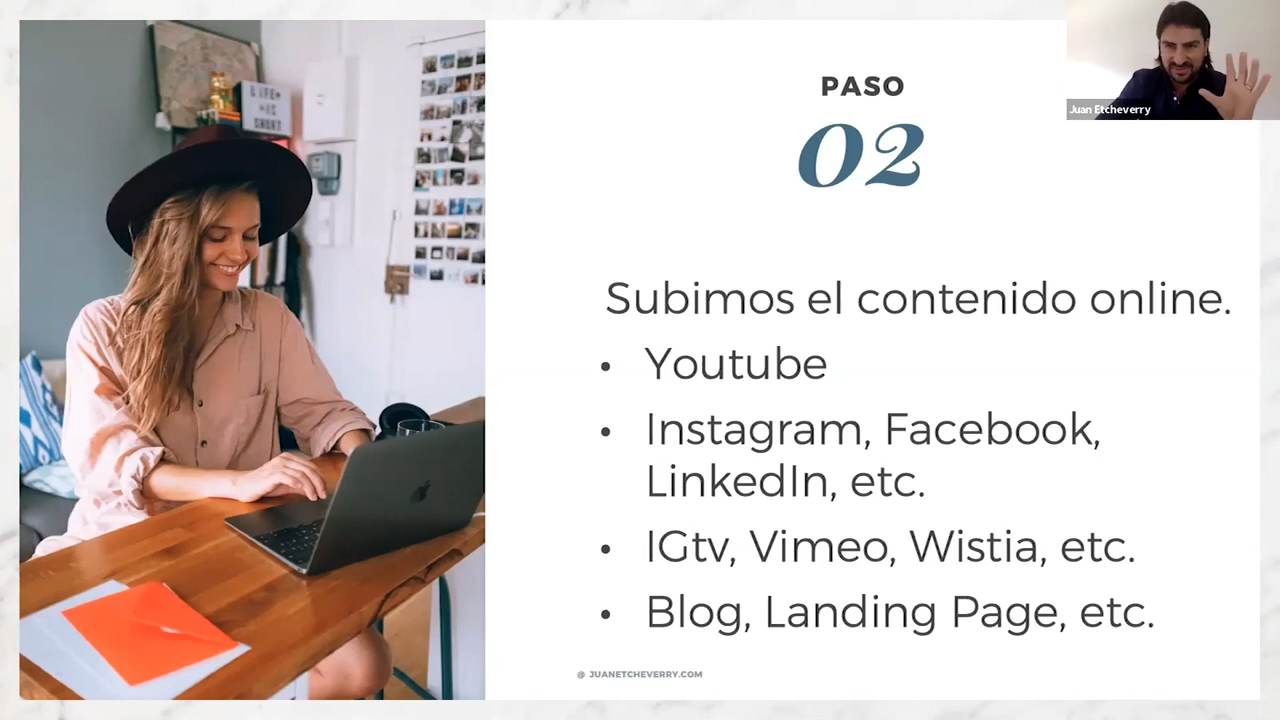 LIFE
IS
SHORT
PASO
02
Juan Etcheverry
Subimos el contenido online.
• Youtube
• Instagram, Facebook,
LinkedIn, etc.
• IGtv, Vimeo, Wistia, etc.
• Blog, Landing Page, etc.
@ JUANETCHEVERRY.COM